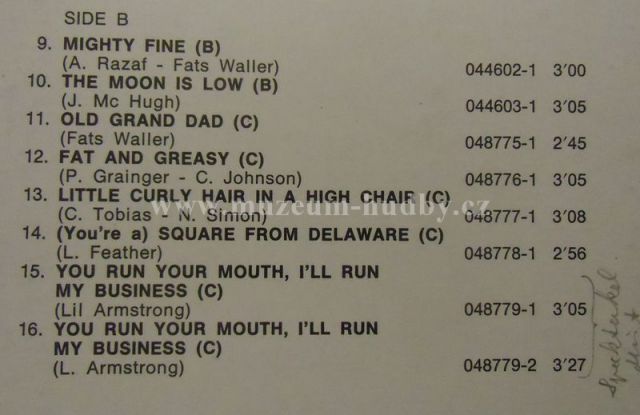 SIDE B
9. MIGHTY FINE (B)
(A. Razaf - Fats Waller) 044602-1 3'00
10. THE MOON IS LOW (B)
(J. Mc Hugh) 044603-1 3'05
11. OLD GRAND DAD (C)
(Fats Waller) 048775-1 2'45
12. FAT AND GREASY (C)
(P. Grainger - C. Johnson) 048776-1 3'05
13. LITTLE CURLY HAIR IN A HIGH CHAIR (C)
(C. Tobias - N. Simon) 048777-1 3'08
www.muzeum-hudby.cz
14. (You're a) SQUARE FROM DELAWARE (C)
(L. Feather) 048778-1 2'56
15. YOU RUN YOUR MOUTH, I'LL RUN
MY BUSINESS (C)
(Lil Armstrong) 048779-1 3'05
16. YOU RUN YOUR MOUTH, I'LL RUN
MY BUSINESS (C)
(L. Armstrong) 048779-2 3'27